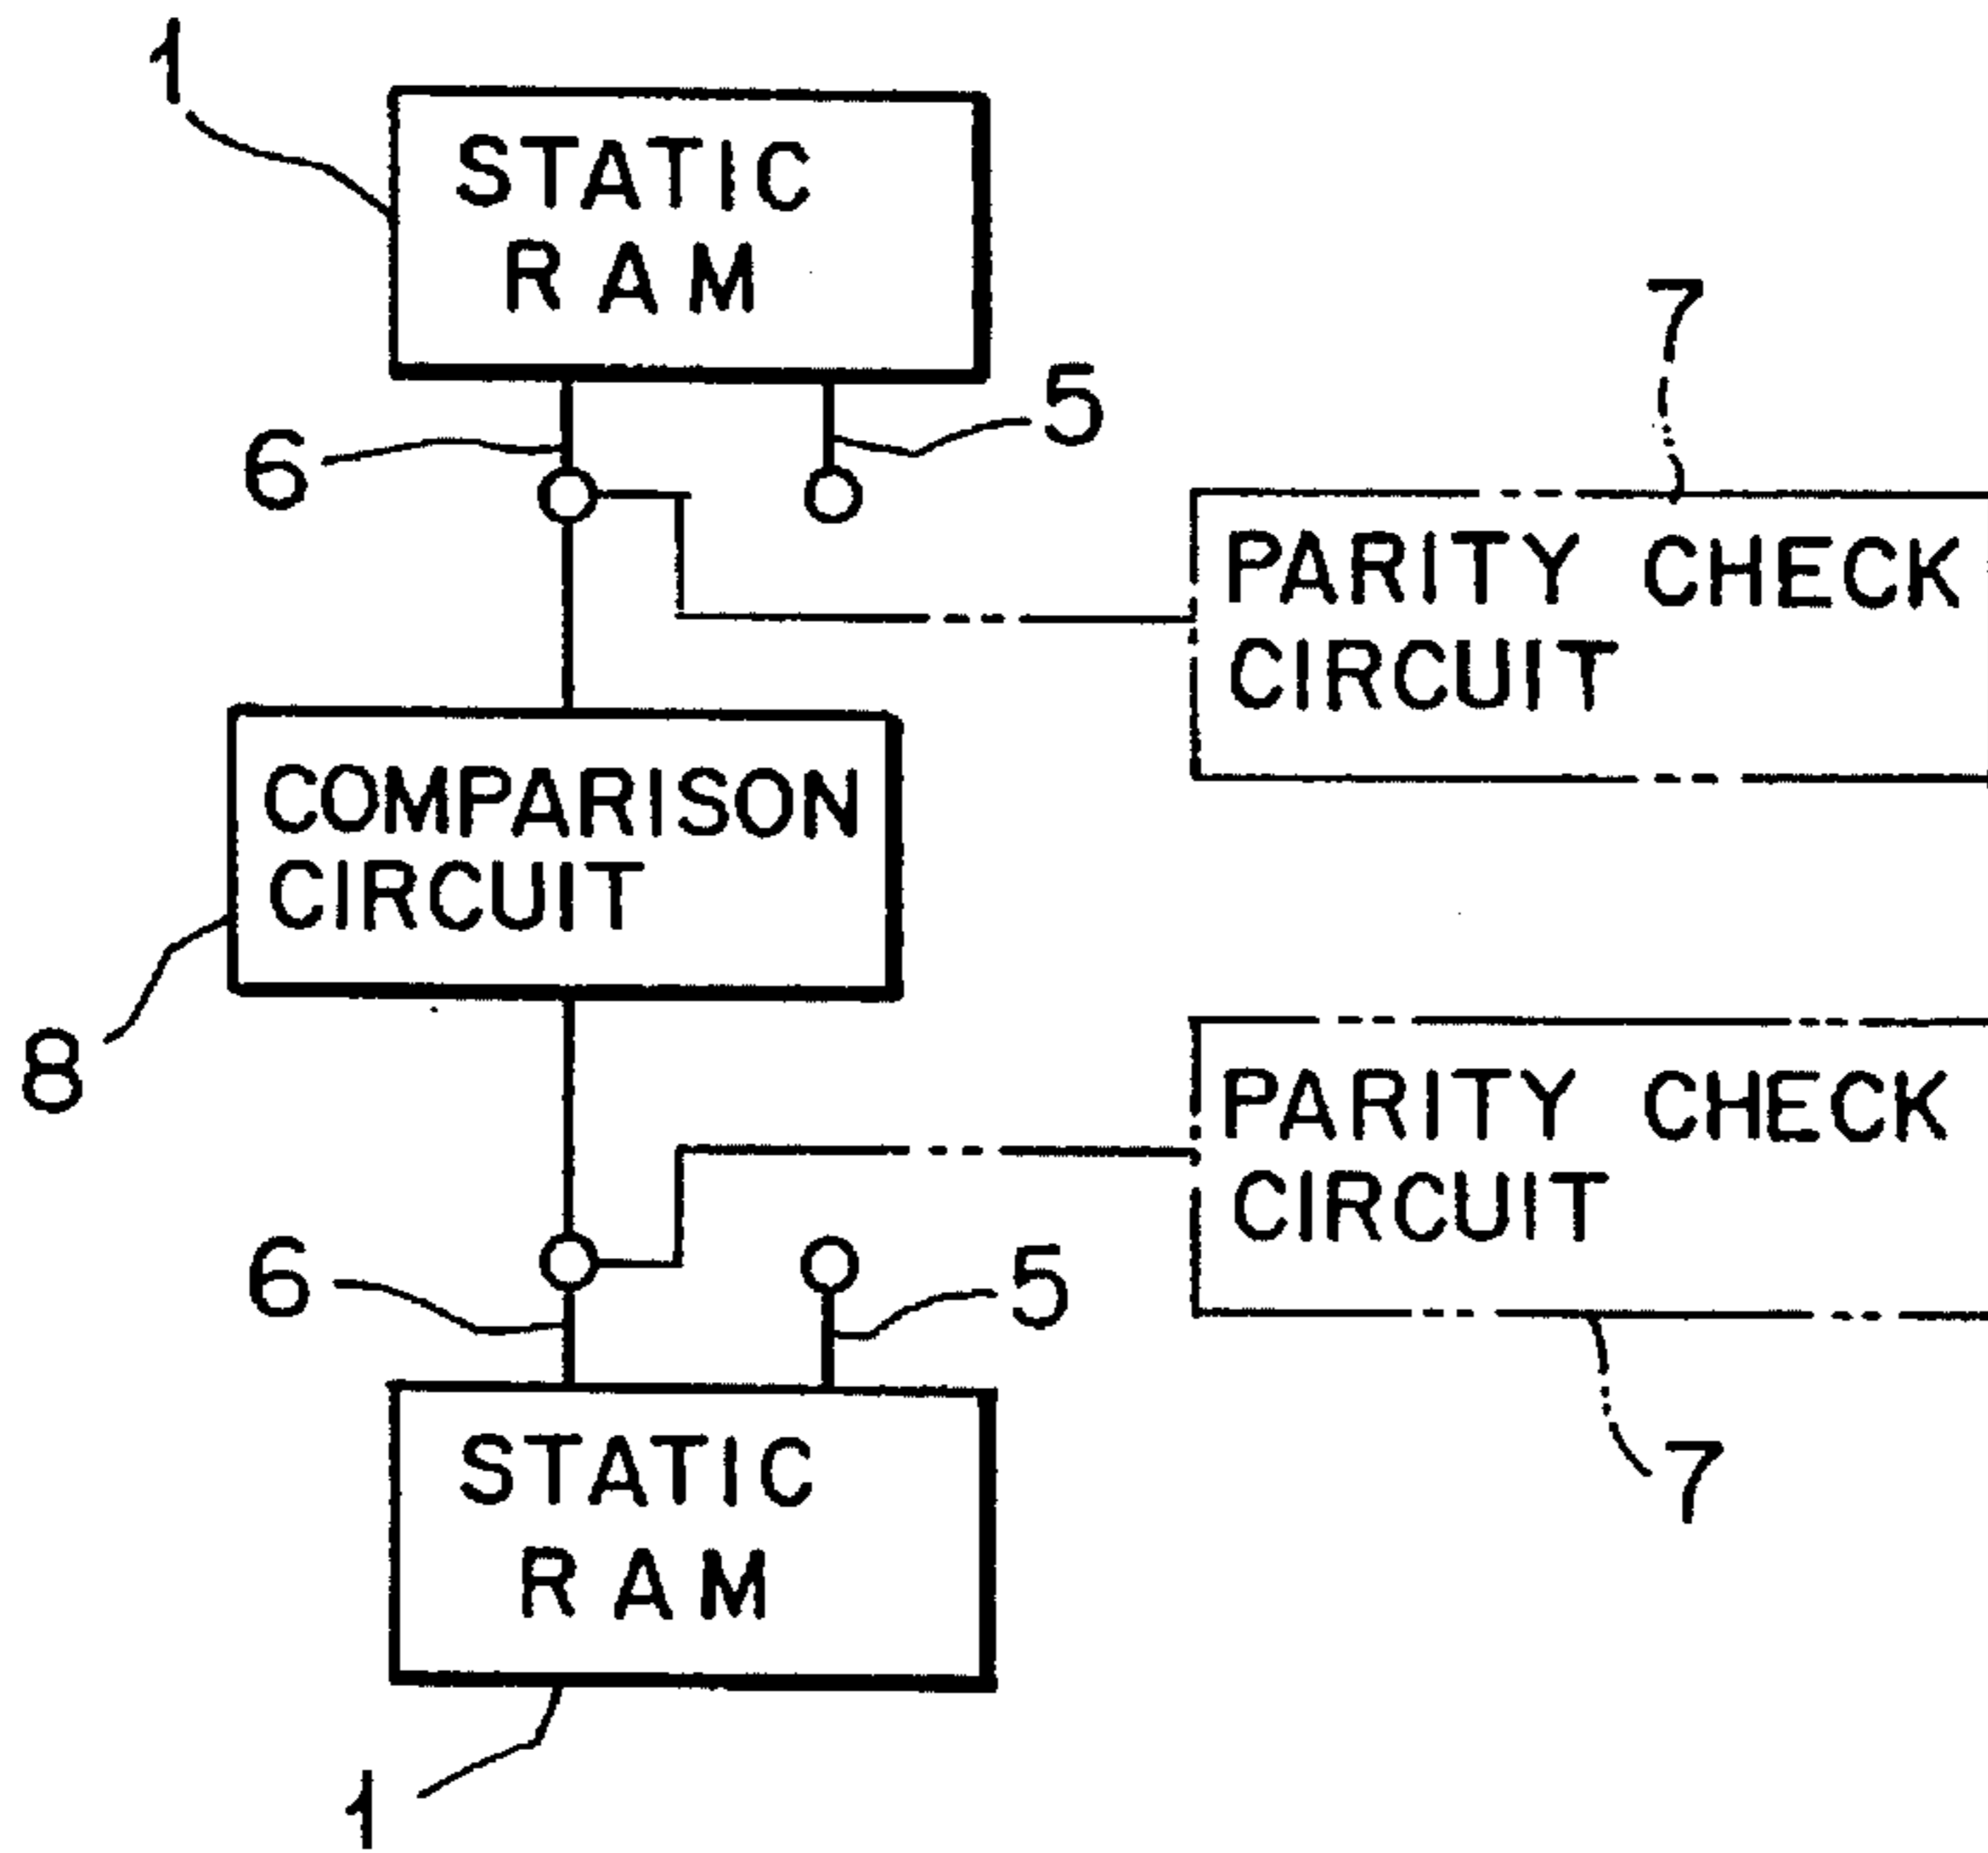 1
STATIC
RAM
6
5
7
PARITY CHECK
CIRCUIT
COMPARISON
CIRCUIT
8
PARITY CHECK
CIRCUIT
6
5
7
STATIC
RAM
1